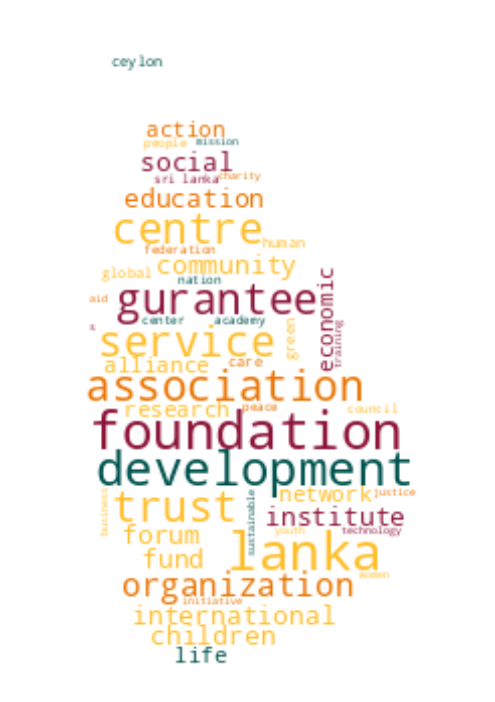 ceylon
action
people mission
social
sri lanka charity
education
centre
human
federation
community
global
nation
economic
aid
gurantee
center academy
s
training
green
service
alliance care
association
research peace council
foundation
development
business
sustainable
network justice
trust
institute
forum youth technology
lanka
fund
women
organization
initiative
international
children
life